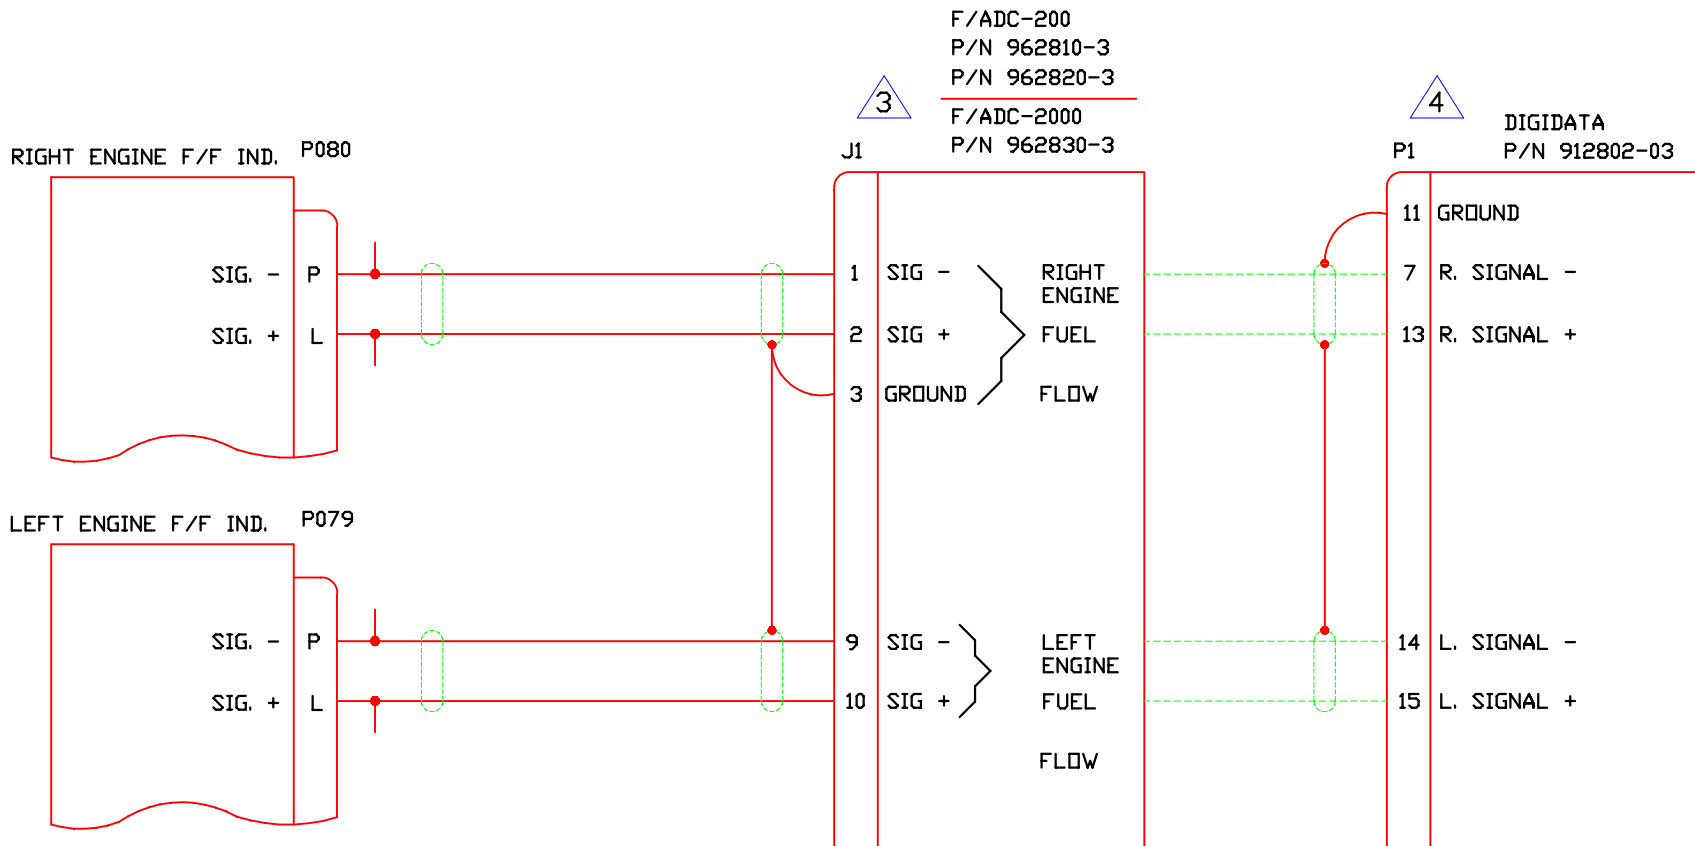 F/ADC-200
P/N 962810-3
P/N 962820-3
F/ADC-2000
P/N 962830-3
3
4
DIGIDATA
P/N 912802-03
RIGHT ENGINE F/F IND. P080
J1
P1
11 GROUND
SIG. - P
1 SIG -
RIGHT
ENGINE
7 R. SIGNAL -
SIG. + L
2 SIG +
FUEL
13 R. SIGNAL +
3 GROUND
FLOW
LEFT ENGINE F/F IND. P079
SIG. - P
9 SIG -
LEFT
ENGINE
14 L. SIGNAL -
SIG. + L
10 SIG +
FUEL
15 L. SIGNAL +
FLOW